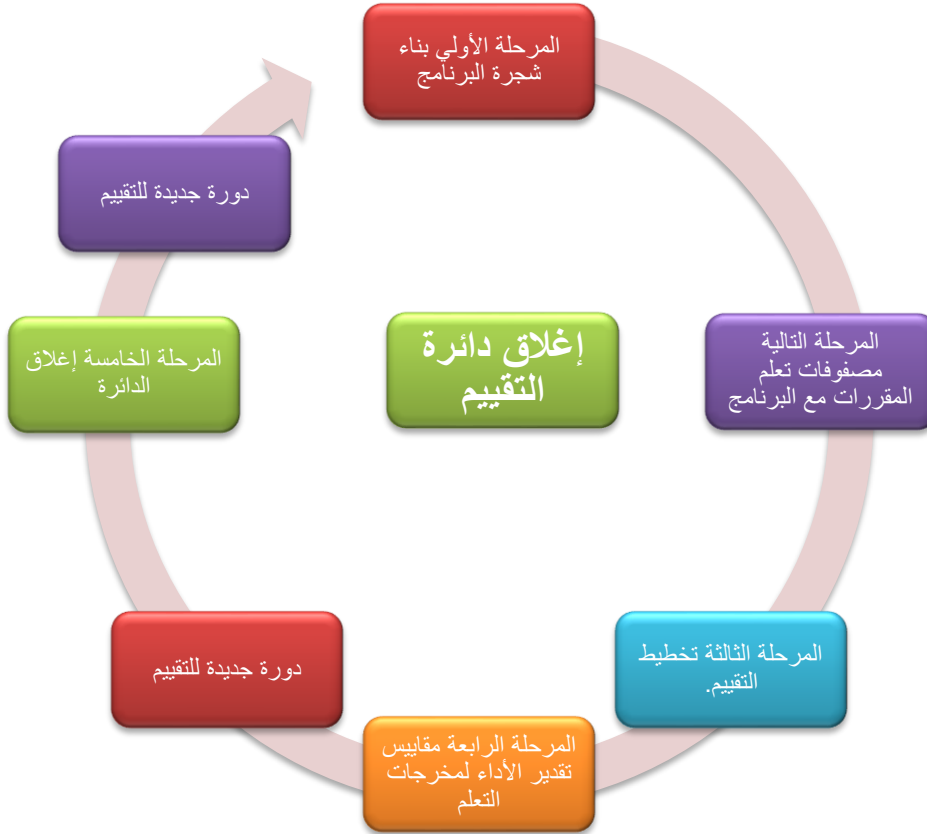 المرحلة الأولي بناء
شجرة البرنامج
المرحلة التالية
مصفوفات تعلم
المقررات مع البرنامج
المرحلة الثالثة تخطيط
التقييم.
المرحلة الرابعة مقاييس
تقدير الأداء لمخرجات
التعلم
دورة جديدة للتقييم
المرحلة الخامسة إغلاق
الدائرة
دورة جديدة للتقييم
إغلاق دائرة
التقييم